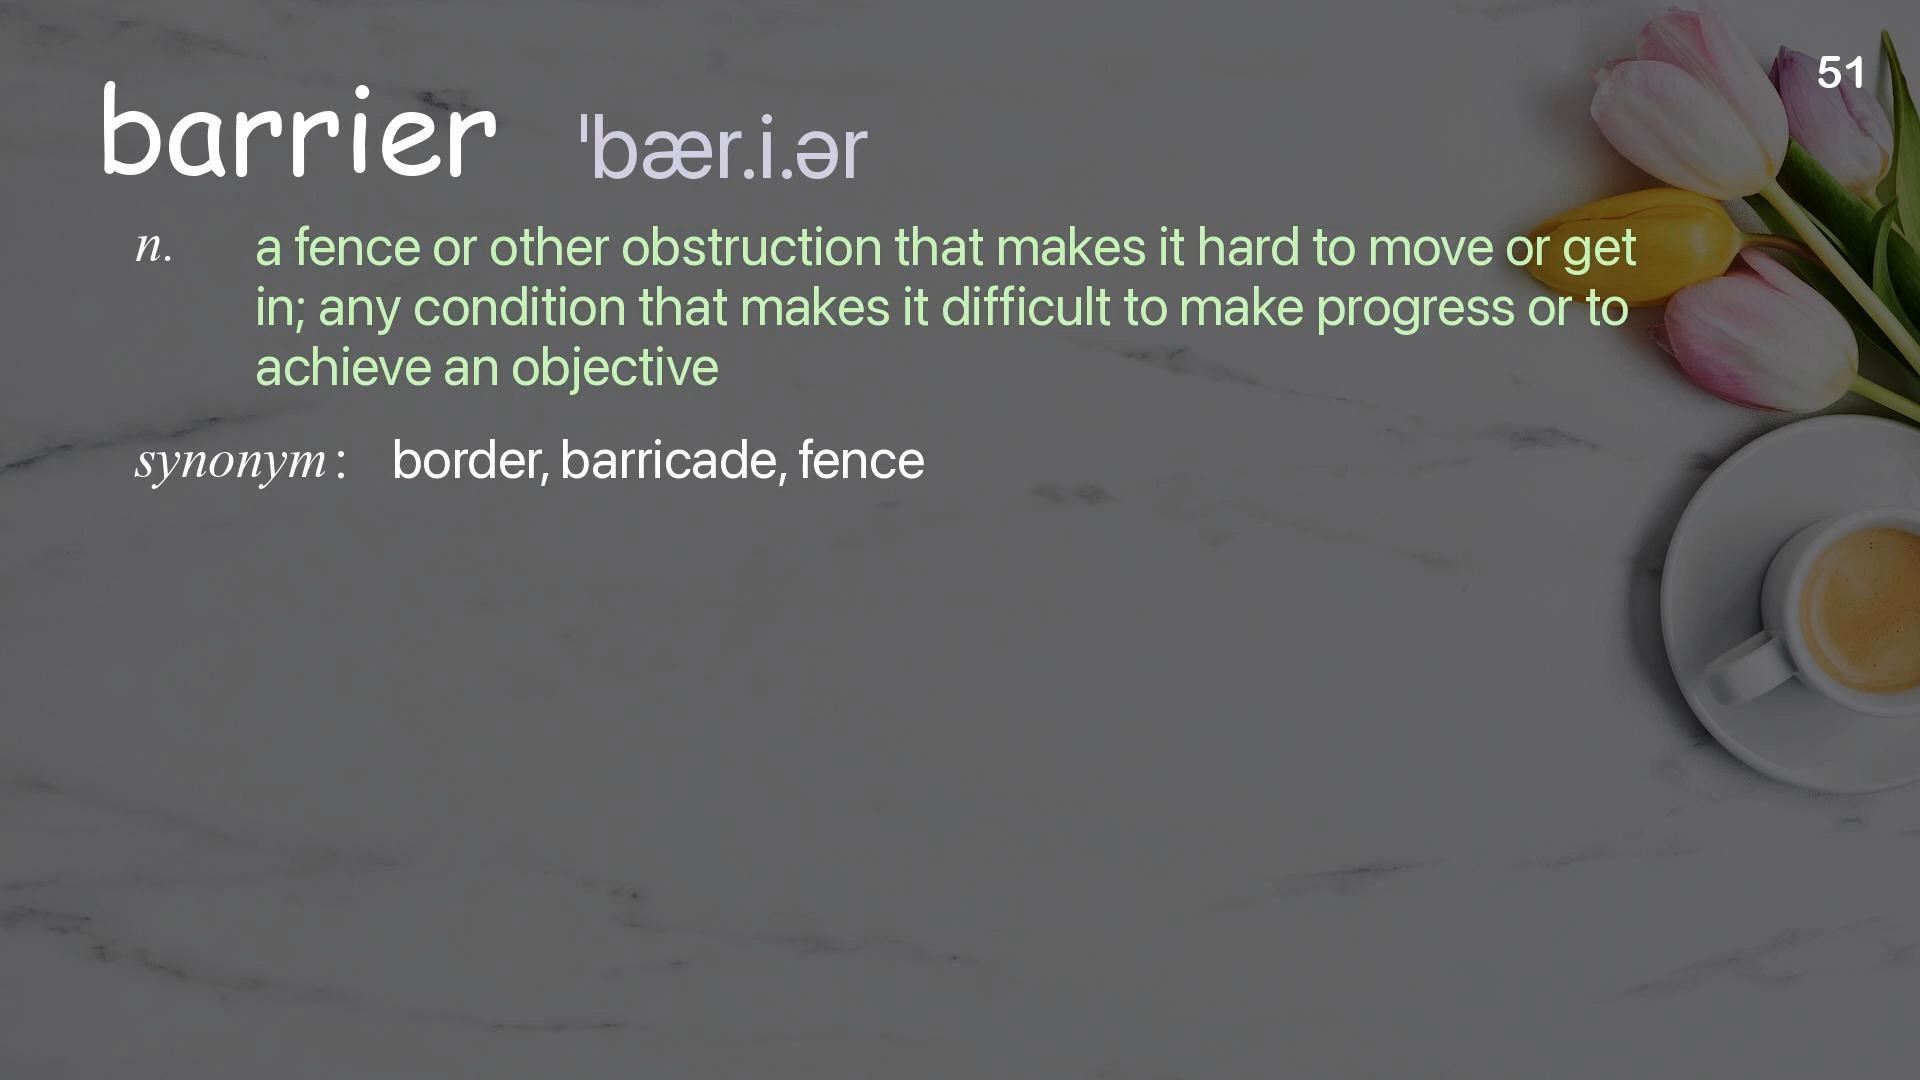 51
barrier ˈbær.i.ər
n. a fence or other obstruction that makes it hard to move or get
in; any condition that makes it difficult to make progress or to
achieve an objective
synonym: border, barricade, fence